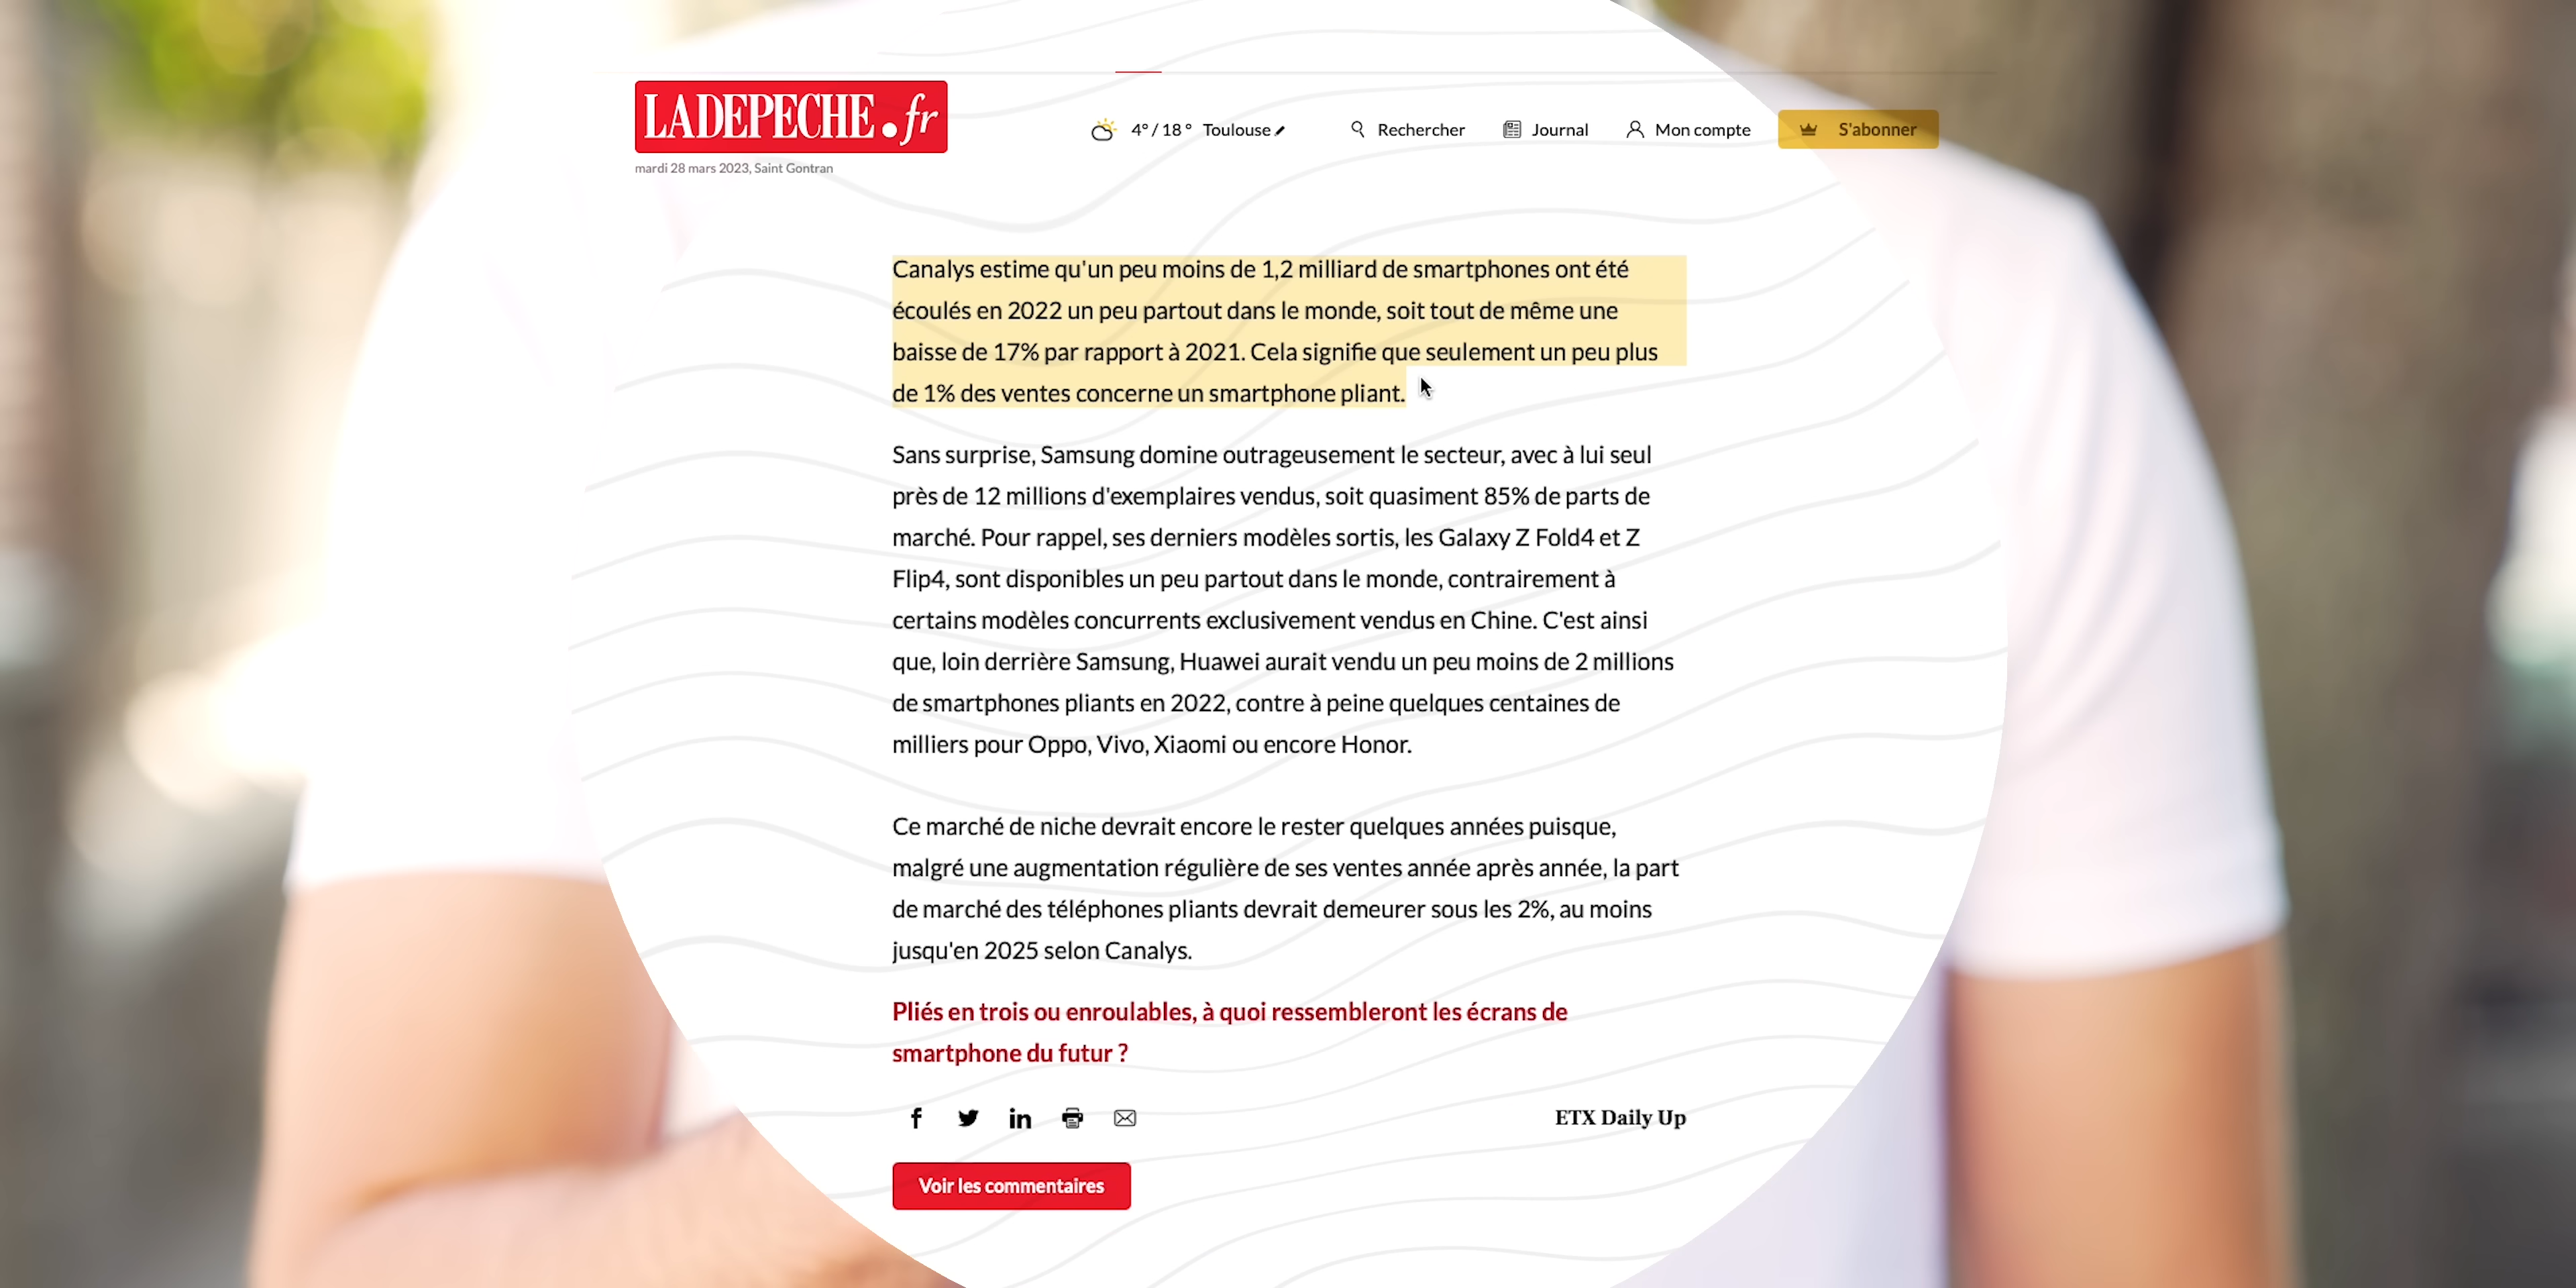 LADEPECHE.fr
4° / 18 ° Toulouse
Rechercher
Journal
Mon compte
S'abonner
mardi 28 mars 2023, Saint Gontran
Canalys estime qu'un peu moins de 1,2 milliard de smartphones ont été
écoulés en 2022 un peu partout dans le monde, soit tout de même une
baisse de 17% par rapport à 2021. Cela signifie que seulement un peu plus
de 1% des ventes concerne un smartphone pliant.
Sans surprise, Samsung domine outrageusement le secteur, avec à lui seul
près de 12 millions d'exemplaires vendus, soit quasiment 85% de parts de
marché. Pour rappel, ses derniers modèles sortis, les Galaxy Z Fold4 et Z
Flip4, sont disponibles un peu partout dans le monde, contrairement à
certains modèles concurrents exclusivement vendus en Chine. C'est ainsi
que, loin derrière Samsung, Huawei aurait vendu un peu moins de 2 millions
de smartphones pliants en 2022, contre à peine quelques centaines de
milliers pour Oppo, Vivo, Xiaomi ou encore Honor.
Ce marché de niche devrait encore le rester quelques années puisque,
malgré une augmentation régulière de ses ventes année après année, la part
de marché des téléphones pliants devrait demeurer sous les 2%, au moins
jusqu'en 2025 selon Canalys.
Pliés en trois ou enroulables, à quoi ressembleront les écrans de
smartphone du futur ?
ETX Daily Up
Voir les commentaires